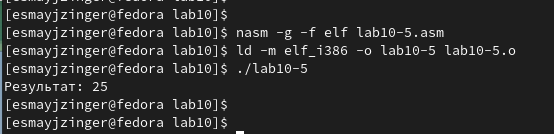 [esmayjzinger@fedora lab10]$
[esmayjzinger@fedora lab10]$ nasm -g -f elf lab10-5.asm
[esmayjzinger@fedora lab10]$ ld -m elf_i386 -o lab10-5 lab10-5.o
[esmayjzinger@fedora lab10]$ ./lab10-5
Результат: 25
[esmayjzinger@fedora lab10]$
[esmayjzinger@fedora lab10]$